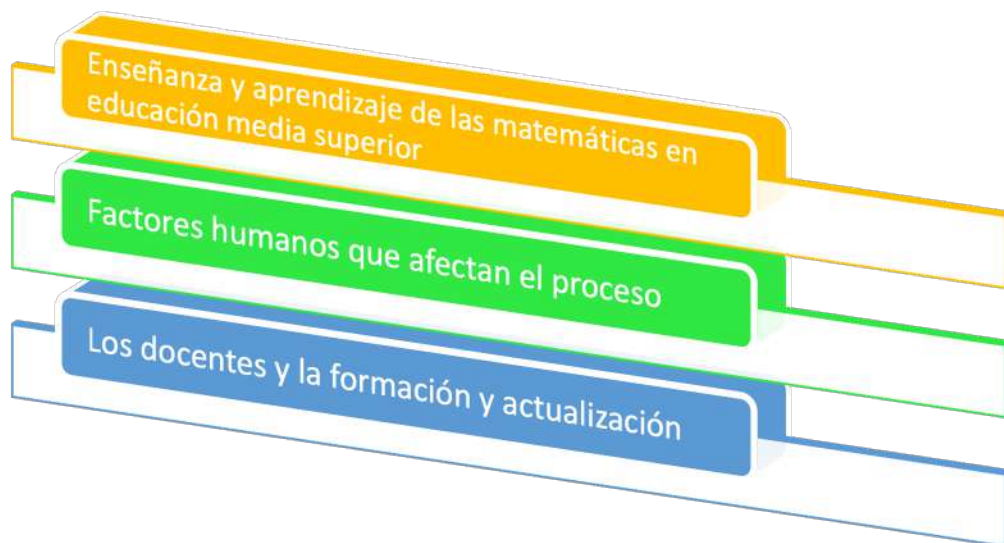 Enseñanza y aprendizaje de las matemáticas en
educación media superior
Factores humanos que afectan el proceso
Los docentes y la formación y actualización